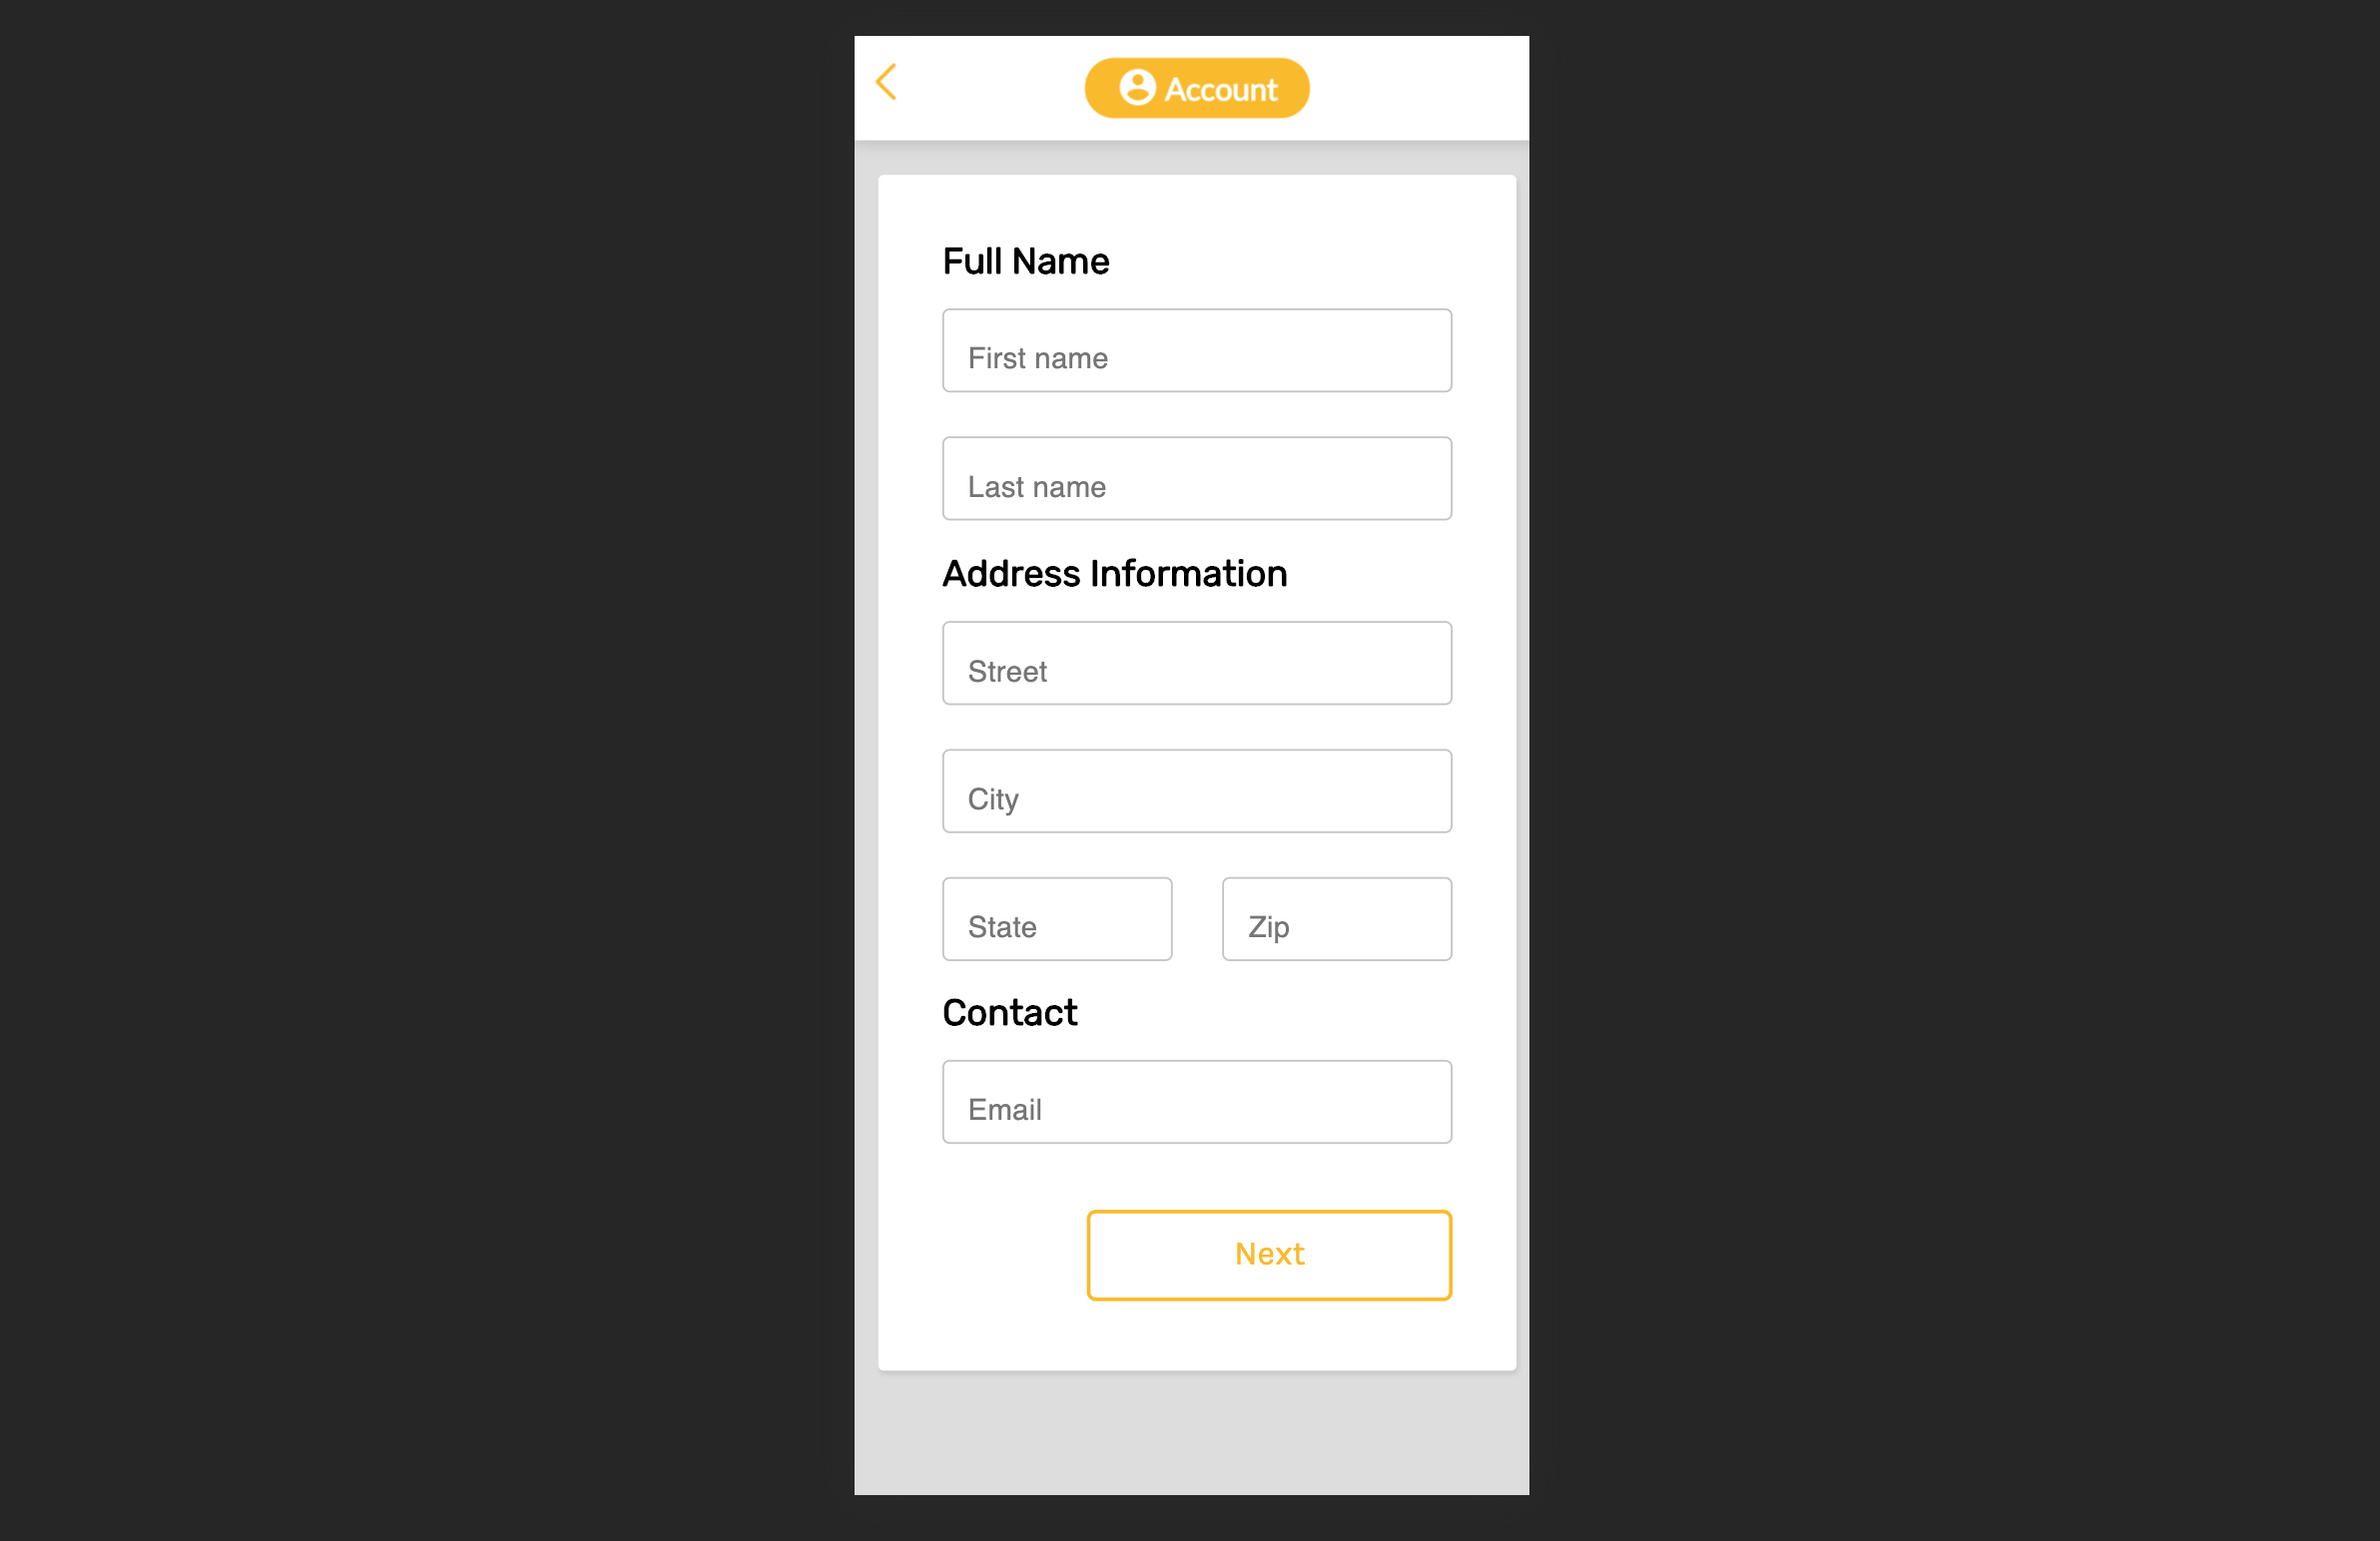 Account
Full Name
First name
Last name
Address Information
Street
City
State
Zip
Contact
Email
Next